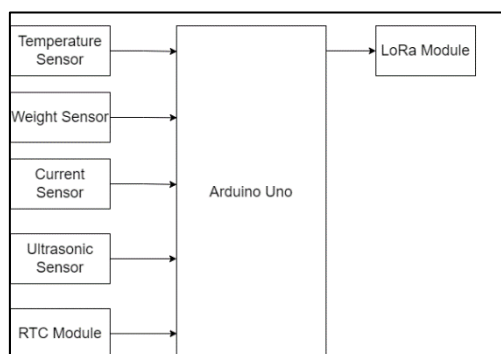 Temperature
Sensor
LoRa Module
Weight Sensor
Current
Sensor
Arduino Uno
Ultrasonic
Sensor
RTC Module